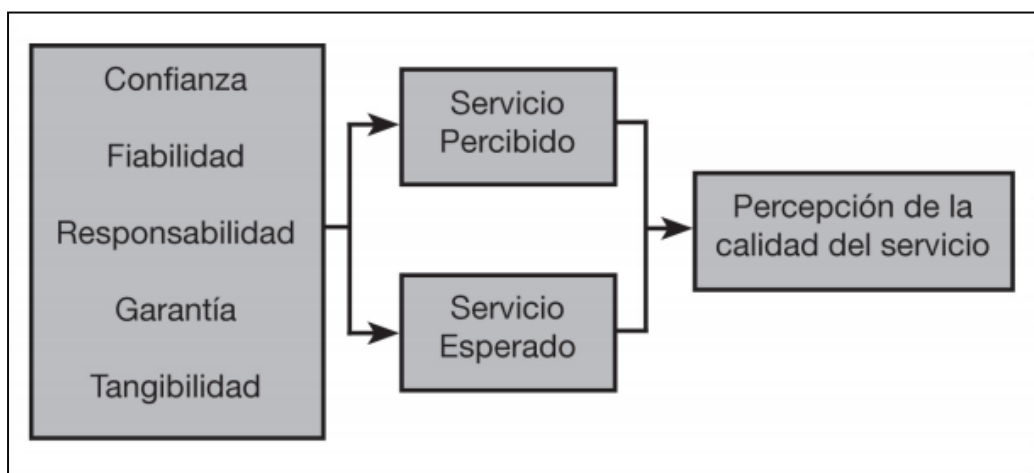 Confianza
Fiabilidad
Responsabilidad
Garantía
Tangibilidad
Servicio
Percibido
Servicio
Esperado
Percepción de la
calidad del servicio